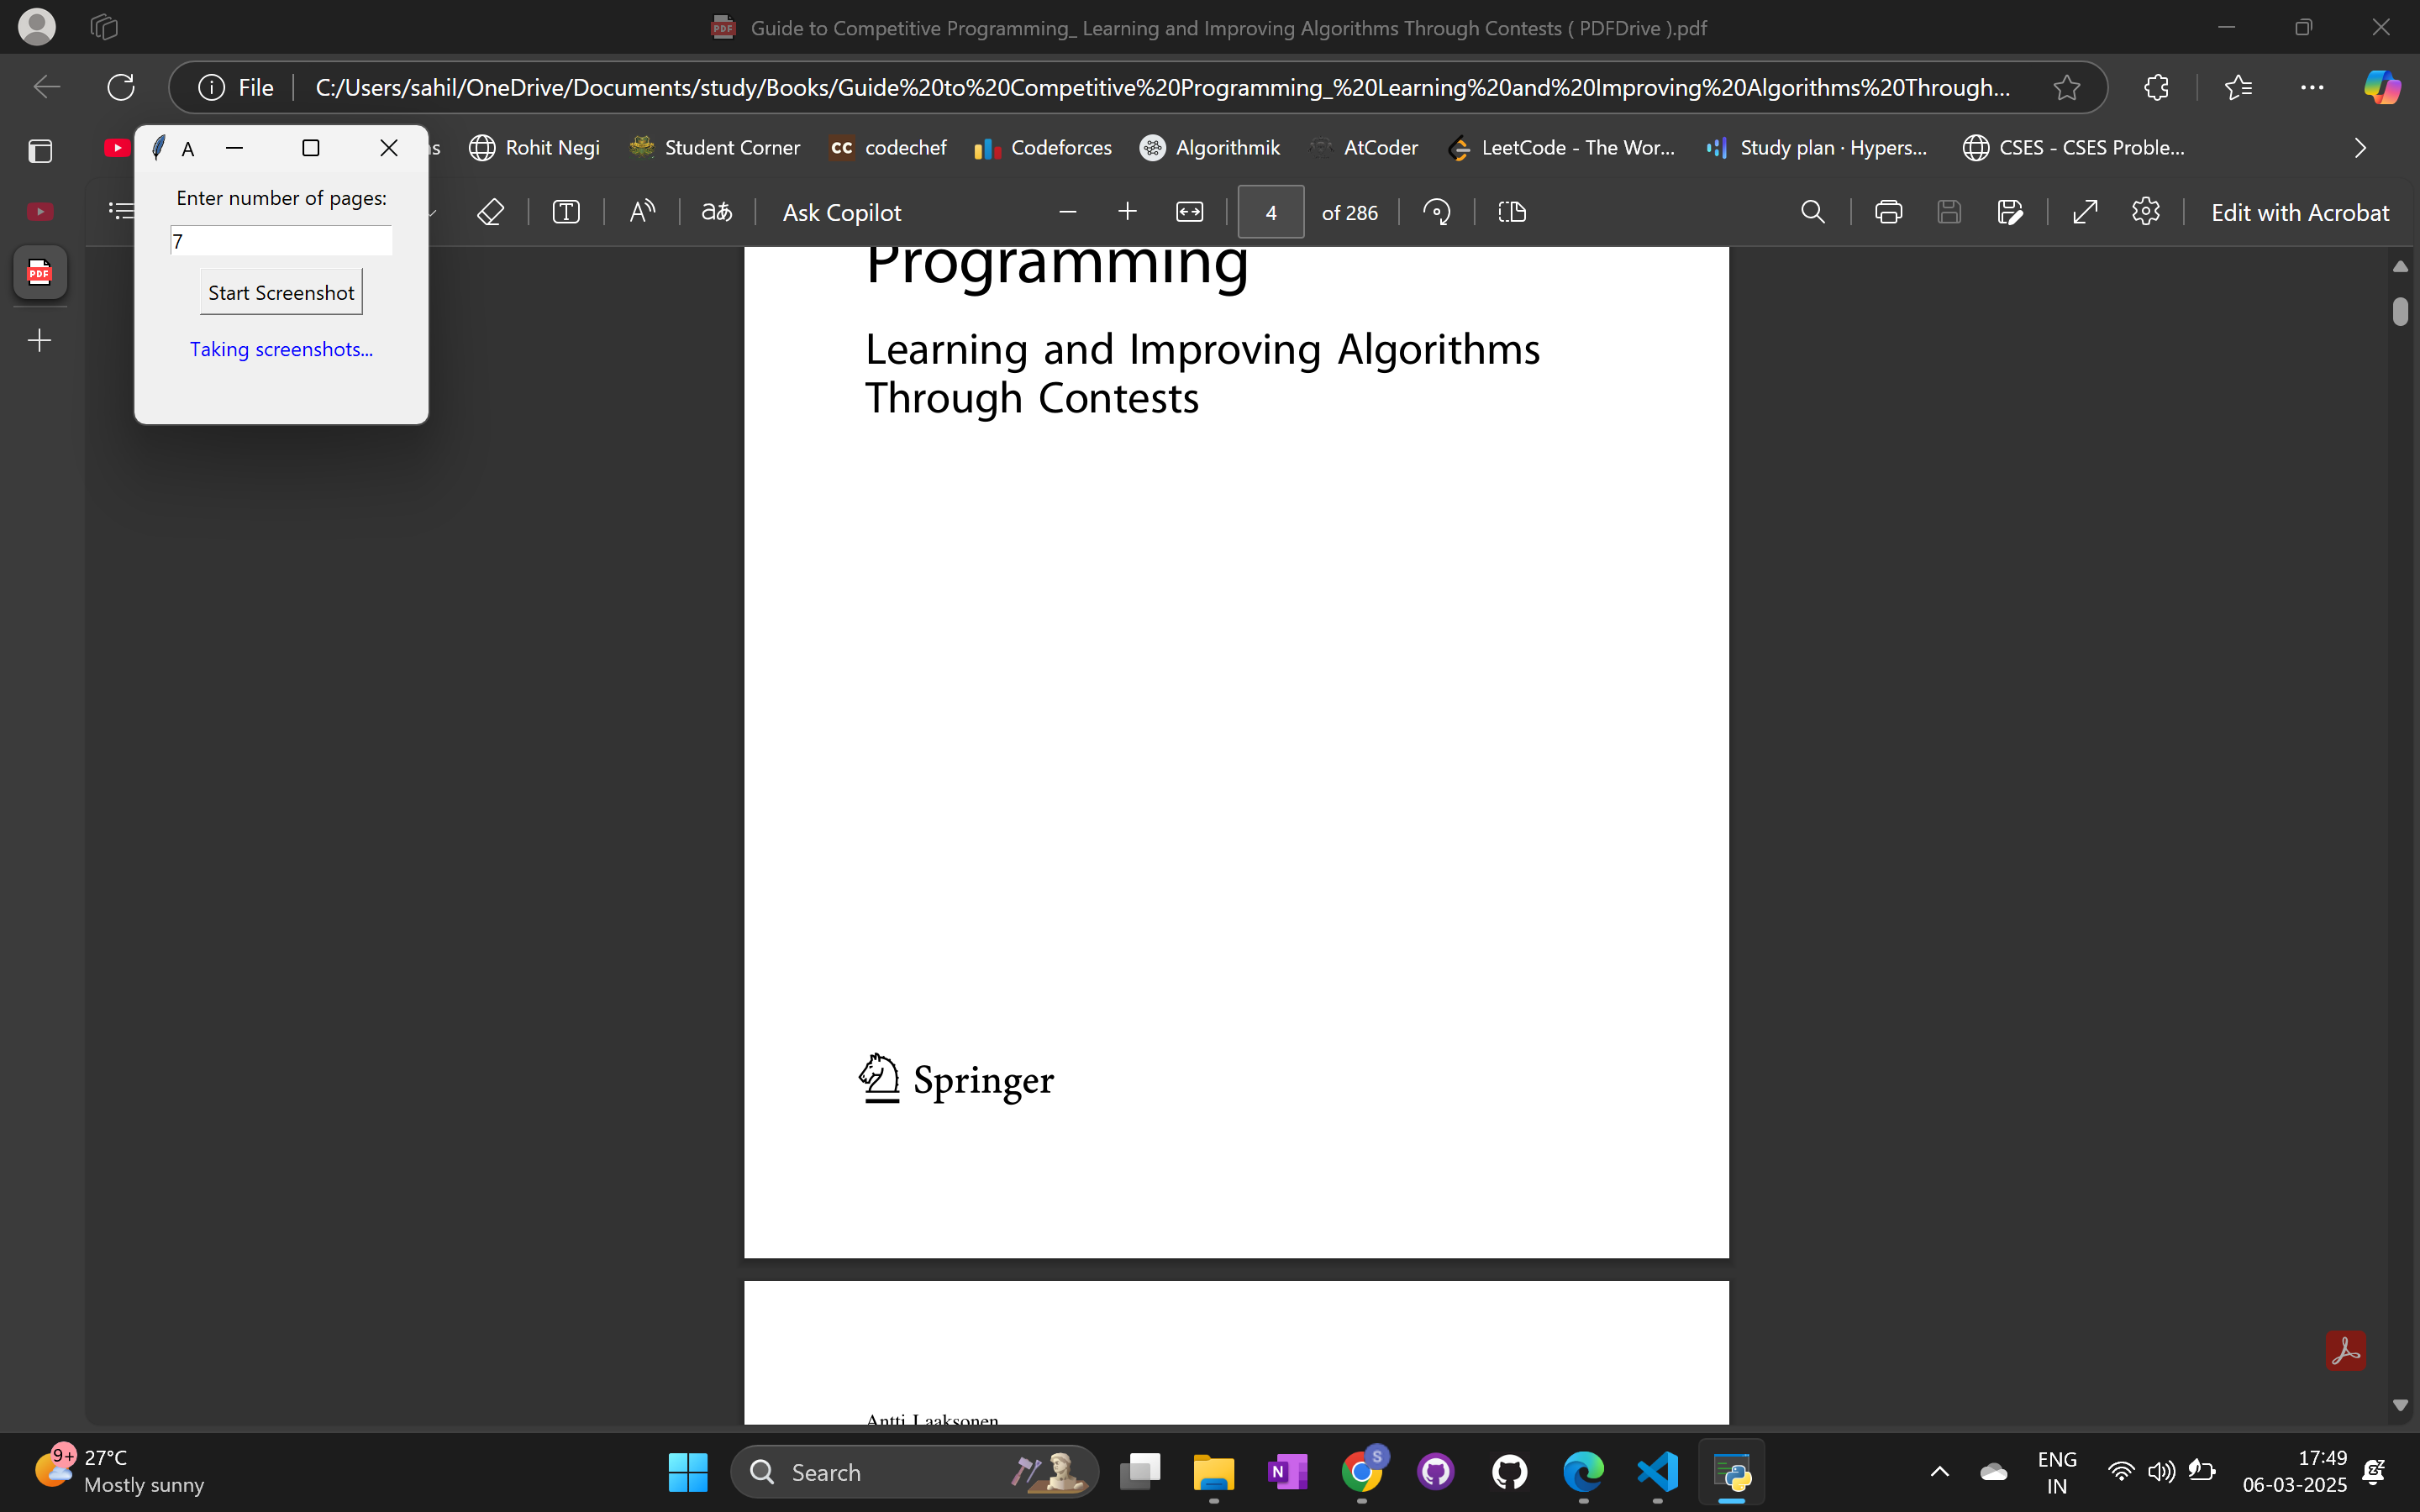 Guide to Competitive Programming_ Learning and Improving Algorithms Through Contests ( PDFDrive ).pdf
File
C:/Users/sahil/OneDrive/Documents/study/Books/Guide%20to%20Competitive%20Programming_%20Learning%20and%20Improving%20Algorithms%20Through...
A
Rohit Negi
Student Corner
CC codechef
Codeforces
Algorithmik
AtCoder
LeetCode - The Wor...
Study plan · Hypers...
CSES - CSES Proble...
Enter number of pages:
7
Start Screenshot
Taking screenshots...
Ask Copilot
4 of 286
Edit with Acrobat
PDF
Programming
Learning and Improving Algorithms
Through Contests
Springer
Antti Laaksonen
9+
27°C
Mostly sunny
Search
N
S
ENG
IN
17:49
06-03-2025